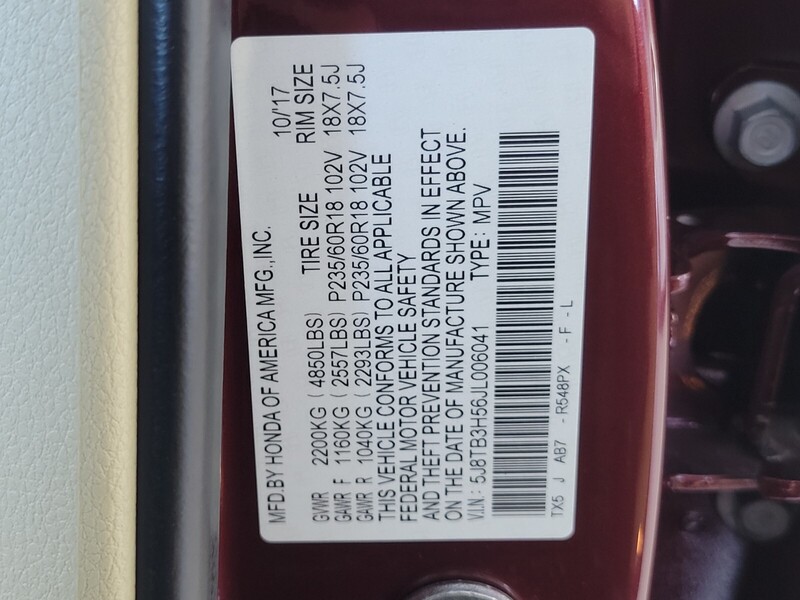 MFD.BY HONDA OF AMERICA MFG.,INC. 10/'17
TIRE SIZE RIM SIZE
GVWR 2200KG ( 4850LBS)
GAWR F 1160KG ( 2557LBS) P235/60R18 102V 18X7.5J
GAWR R 1040KG ( 2293LBS) P235/60R18 102V 18X7.5J
THIS VEHICLE CONFORMS TO ALL APPLICABLE
FEDERAL MOTOR VEHICLE SAFETY
AND THEFT PREVENTION STANDARDS IN EFFECT
ON THE DATE OF MANUFACTURE SHOWN ABOVE.
V.I.N.: 5J8TB3H56JL006041 TYPE: MPV
TX5 J AB7 - R548PX - F - L